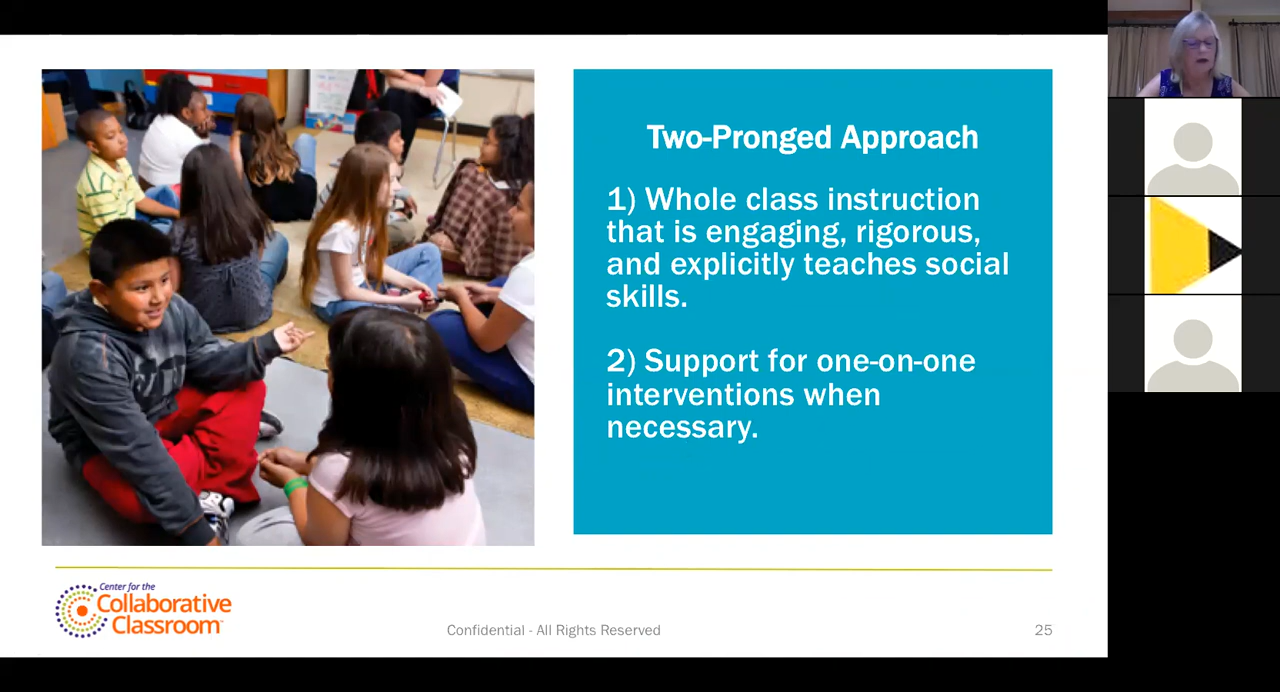 Two-Pronged Approach
1) Whole class instruction
that is engaging, rigorous,
and explicitly teaches social
skills.
2) Support for one-on-one
interventions when
necessary.
Center for the
Collaborative
Classroom
Confidential - All Rights Reserved
25